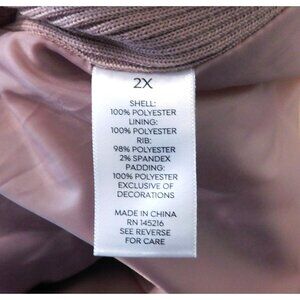 2X
SHELL:
100% POLYESTER
LINING:
100% POLYESTER
RIB:
98% POLYESTER
2% SPANDEX
PADDING:
100% POLYESTER
EXCLUSIVE OF
DECORATIONS
MADE IN CHINA
RN 145216
SEE REVERSE
FOR CARE